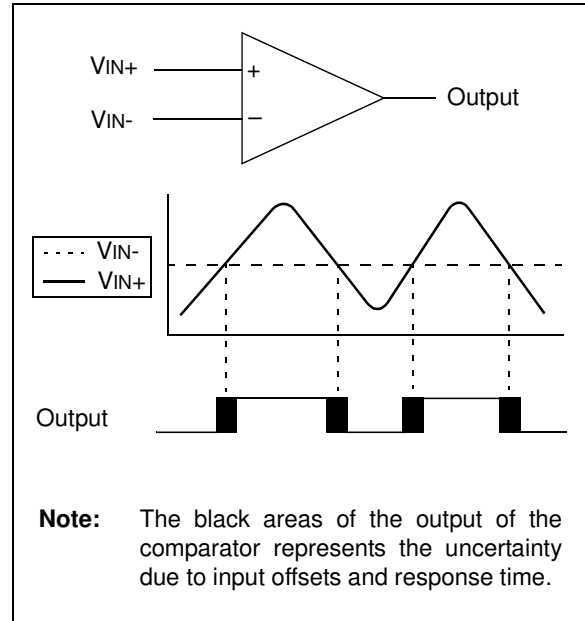 VIN+
+
Output
VIN-
–
VIN-
VIN+
Output
Note: The black areas of the output of the
comparator represents the uncertainty
due to input offsets and response time.